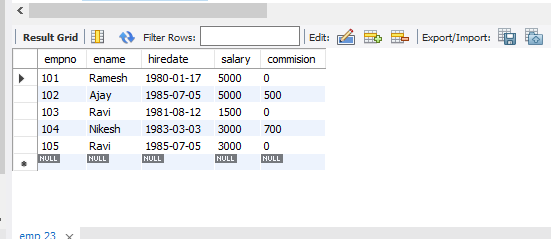 Result Grid Filter Rows: Edit: Export/Import:
empno ename hiredate salary commision
101 Ramesh 1980-01-17 5000 0
102 Ajay 1985-07-05 5000 500
103 Ravi 1981-08-12 1500 0
104 Nikesh 1983-03-03 3000 700
105 Ravi 1985-07-05 3000 0
NULL NULL NULL NULL NULL
emp 23